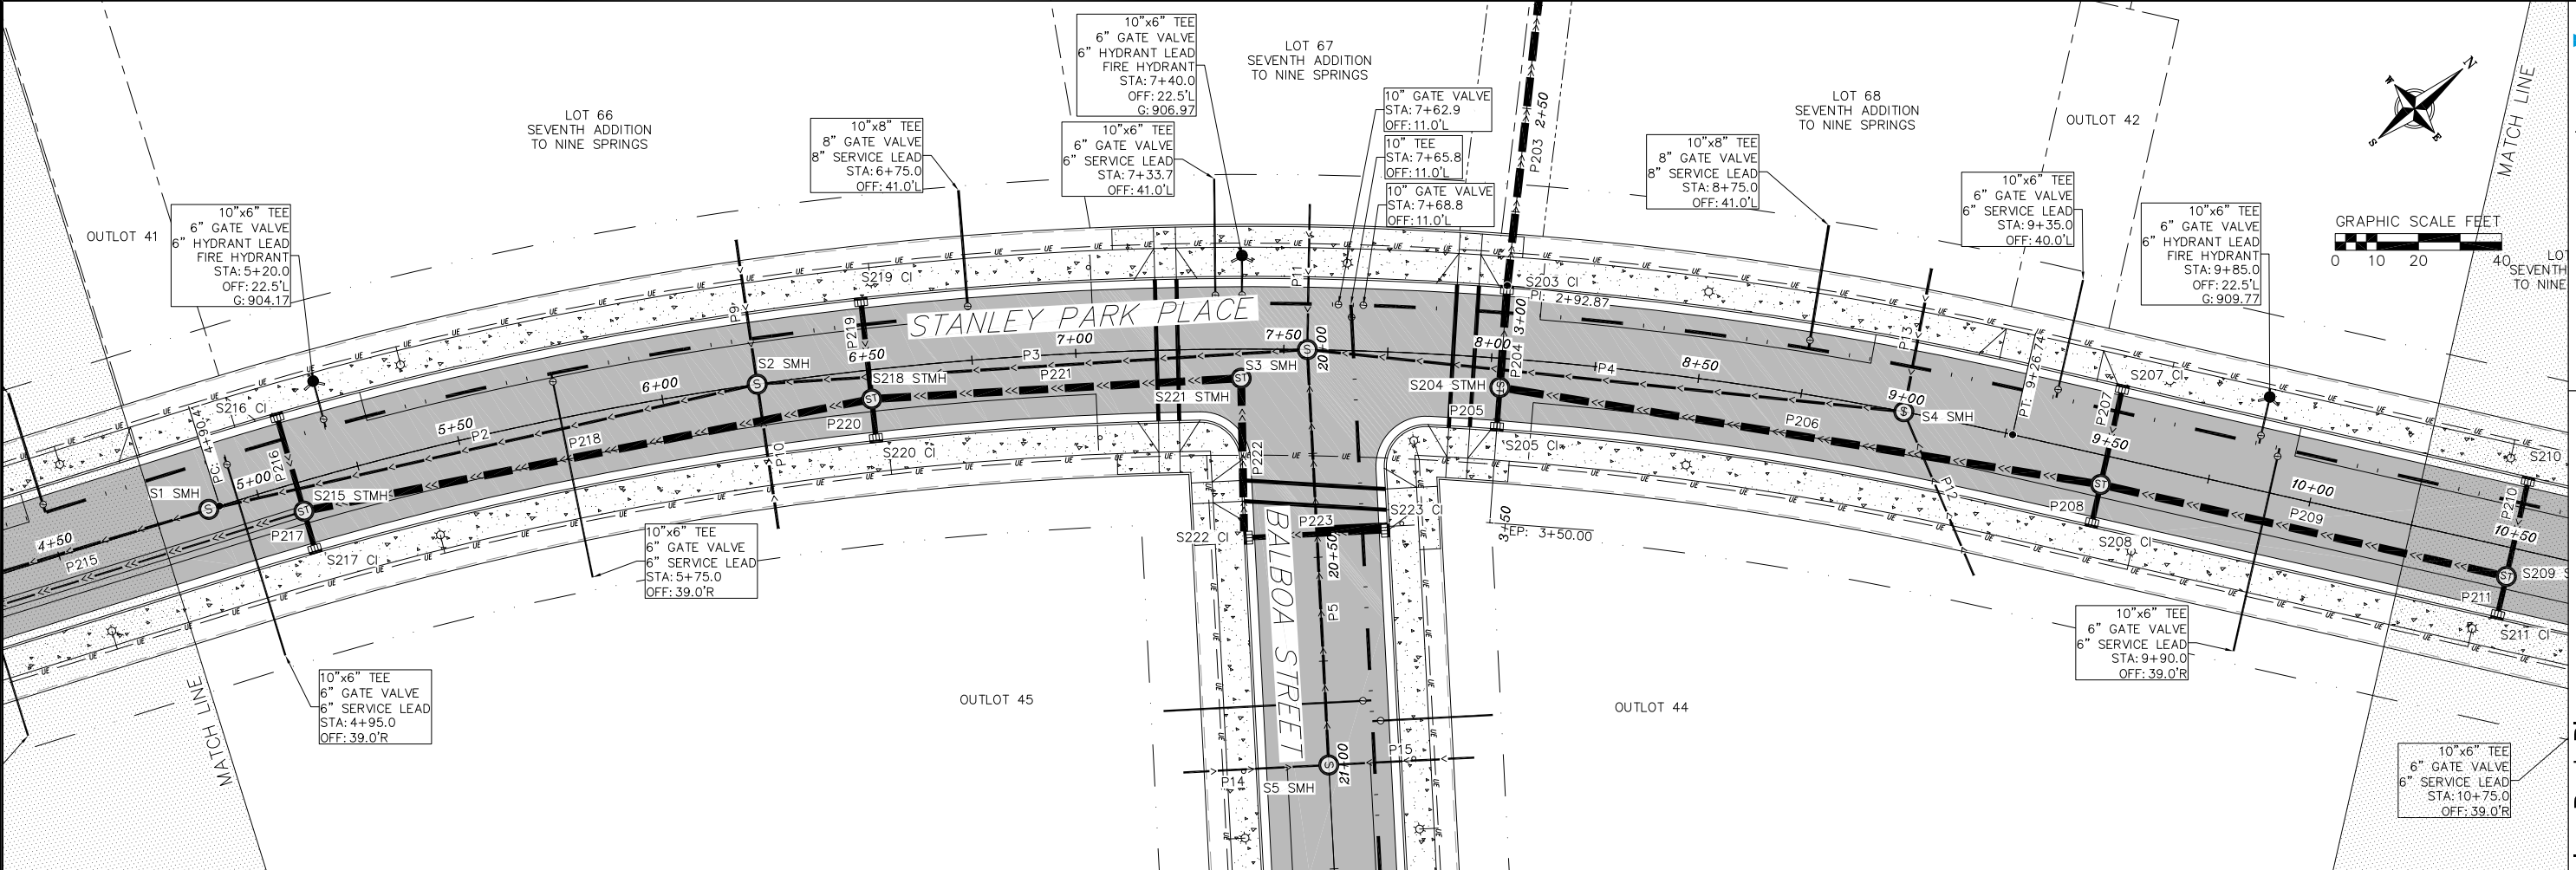 10"x6" TEE
6" GATE VALVE
6" HYDRANT LEAD
FIRE HYDRANT
STA: 7+40.0
OFF: 22.5'L
G: 906.97
LOT 67
SEVENTH ADDITION
TO NINE SPRINGS
10" GATE VALVE
STA: 7+62.9
OFF: 11.0'L
10" TEE
STA: 7+65.8
OFF: 11.0'L
10" GATE VALVE
STA: 7+68.8
OFF: 11.0'L
P203 2+50
LOT 66
SEVENTH ADDITION
TO NINE SPRINGS
10"x8" TEE
8" GATE VALVE
8" SERVICE LEAD
STA: 6+75.0
OFF: 41.0'L
10"x6" TEE
6" GATE VALVE
6" SERVICE LEAD
STA: 7+33.7
OFF: 41.0'L
LOT 68
SEVENTH ADDITION
TO NINE SPRINGS
10"x8" TEE
8" GATE VALVE
8" SERVICE LEAD
STA: 8+75.0
OFF: 41.0'L
OUTLOT 42
10"x6" TEE
6" GATE VALVE
6" SERVICE LEAD
STA: 9+35.0
OFF: 40.0'L
10"x6" TEE
6" GATE VALVE
6" HYDRANT LEAD
FIRE HYDRANT
STA: 9+85.0
OFF: 22.5'L
G: 909.77
N
W
S
E
MATCH LINE
GRAPHIC SCALE FEET
0 10 20 40
LOT
SEVENTH
TO NINE
OUTLOT 41
10"x6" TEE
6" GATE VALVE
6" HYDRANT LEAD
FIRE HYDRANT
STA: 5+20.0
OFF: 22.5'L
G: 904.17
S219 CI
P9
P219
6+50
STANLEY PARK PLACE
7+00
P3
P11
7+50
20+00
S203 CI
PI: 2+92.87
3+00
8+00
P204
P4
8+50
P13
9+00
PT: 9+26.74
S207 CI
P207
9+50
S2 SMH
6+00
S218 STMH
P221
S3 SMH
S221 STMH
S204 STMH
P205
S205 CI
P206
S4 SMH
S216 CI
PC: 4+90.41
P216
5+50
P2
P218
P10
P220
S220 CI
P222
S1 SMH
5+00
S215 STMH
P217
S217 CI
4+50
P215
P12
P208
S208 CI
10+00
P209
S210
P210
10+50
S209 S
P211
S211 CI
S222 CI
P223
S223 CI
3+50
EP: 3+50.00
20+50
BALBOA STREET
P5
10"x6" TEE
6" GATE VALVE
6" SERVICE LEAD
STA: 5+75.0
OFF: 39.0'R
10"x6" TEE
6" GATE VALVE
6" SERVICE LEAD
STA: 9+90.0
OFF: 39.0'R
MATCH LINE
10"x6" TEE
6" GATE VALVE
6" SERVICE LEAD
STA: 4+95.0
OFF: 39.0'R
OUTLOT 45
OUTLOT 44
P14
S5 SMH
21+00
P15
10"x6" TEE
6" GATE VALVE
6" SERVICE LEAD
STA: 10+75.0
OFF: 39.0'R